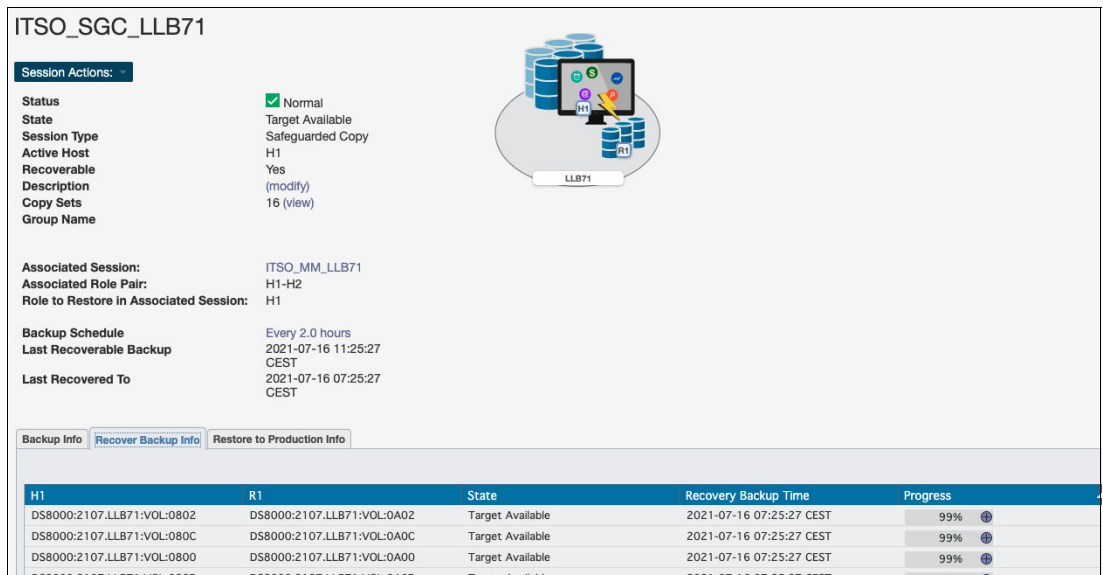 ITSO_SGC_LLB71
Session Actions:
Status Normal
State Target Available
Session Type Safeguarded Copy
Active Host H1
Recoverable Yes
Description (modify)
Copy Sets 16 (view)
Group Name
H1
R1
LLB71
Associated Session: ITSO_MM_LLB71
Associated Role Pair: H1-H2
Role to Restore in Associated Session: H1
Backup Schedule Every 2.0 hours
Last Recoverable Backup 2021-07-16 11:25:27
CEST
Last Recovered To 2021-07-16 07:25:27
CEST
Backup Info Recover Backup Info Restore to Production Info
H1 R1 State Recovery Backup Time Progress
DS8000:2107.LLB71:VOL:0802 DS8000:2107.LLB71:VOL:0A02 Target Available 2021-07-16 07:25:27 CEST 99%
DS8000:2107.LLB71:VOL:080C DS8000:2107.LLB71:VOL:0A0C Target Available 2021-07-16 07:25:27 CEST 99%
DS8000:2107.LLB71:VOL:0800 DS8000:2107.LLB71:VOL:0A00 Target Available 2021-07-16 07:25:27 CEST 99%